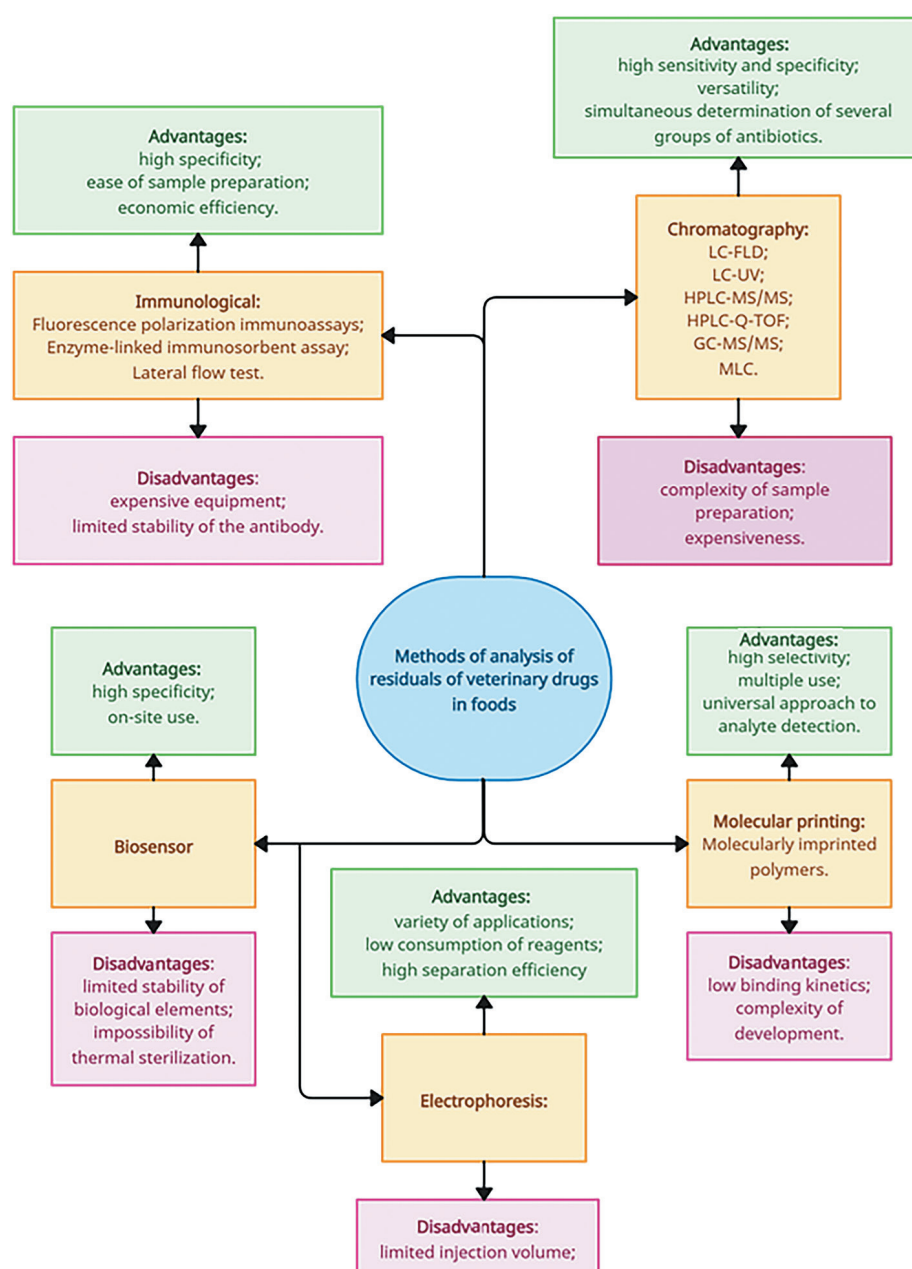 Advantages:
high sensitivity and specificity;
versatility;
simultaneous determination of several
groups of antibiotics.
Advantages:
high specificity;
ease of sample preparation;
economic efficiency.
Chromatography:
LC-FLD;
LC-UV;
HPLC-MS/MS;
HPLC-Q-TOF;
GC-MS/MS;
MLC.
Immunological:
Fluorescence polarization immunoassays;
Enzyme-linked immunosorbent assay;
Lateral flow test.
Disadvantages:
expensive equipment;
limited stability of the antibody.
Disadvantages:
complexity of sample
preparation;
expensiveness.
Methods of analysis of
residuals of veterinary drugs
in foods
Advantages:
high specificity;
on-site use.
Advantages:
high selectivity;
multiple use;
universal approach to
analyte detection.
Biosensor
Molecular printing:
Molecularly imprinted
polymers.
Advantages:
variety of applications;
low consumption of reagents;
high separation efficiency
Disadvantages:
limited stability of
biological elements;
impossibility of
thermal sterilization.
Disadvantages:
low binding kinetics;
complexity of
development.
Electrophoresis:
Disadvantages:
limited injection volume;